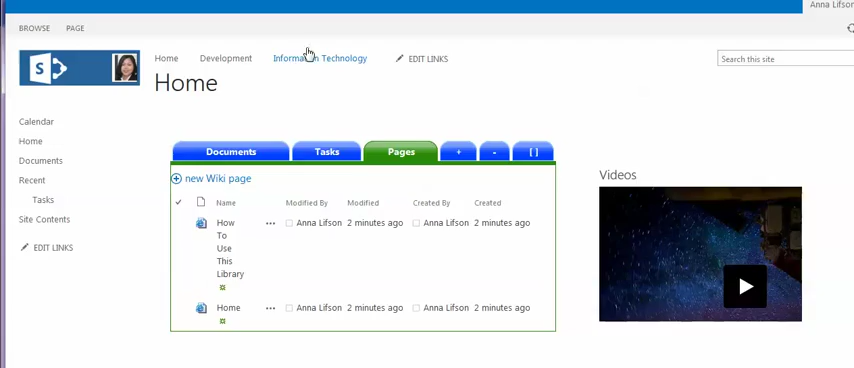 Anna Lifson
BROWSE PAGE
S
Home Development Information Technology EDIT LINKS
Search this site
Home
Calendar
Home
Documents
Recent
Tasks
Site Contents
EDIT LINKS
Documents Tasks Pages + - [ ]
new Wiki page
Name Modified By Modified Created By Created
How To Use This Library ... Anna Lifson 2 minutes ago Anna Lifson 2 minutes ago
Home ... Anna Lifson 2 minutes ago Anna Lifson 2 minutes ago
Videos